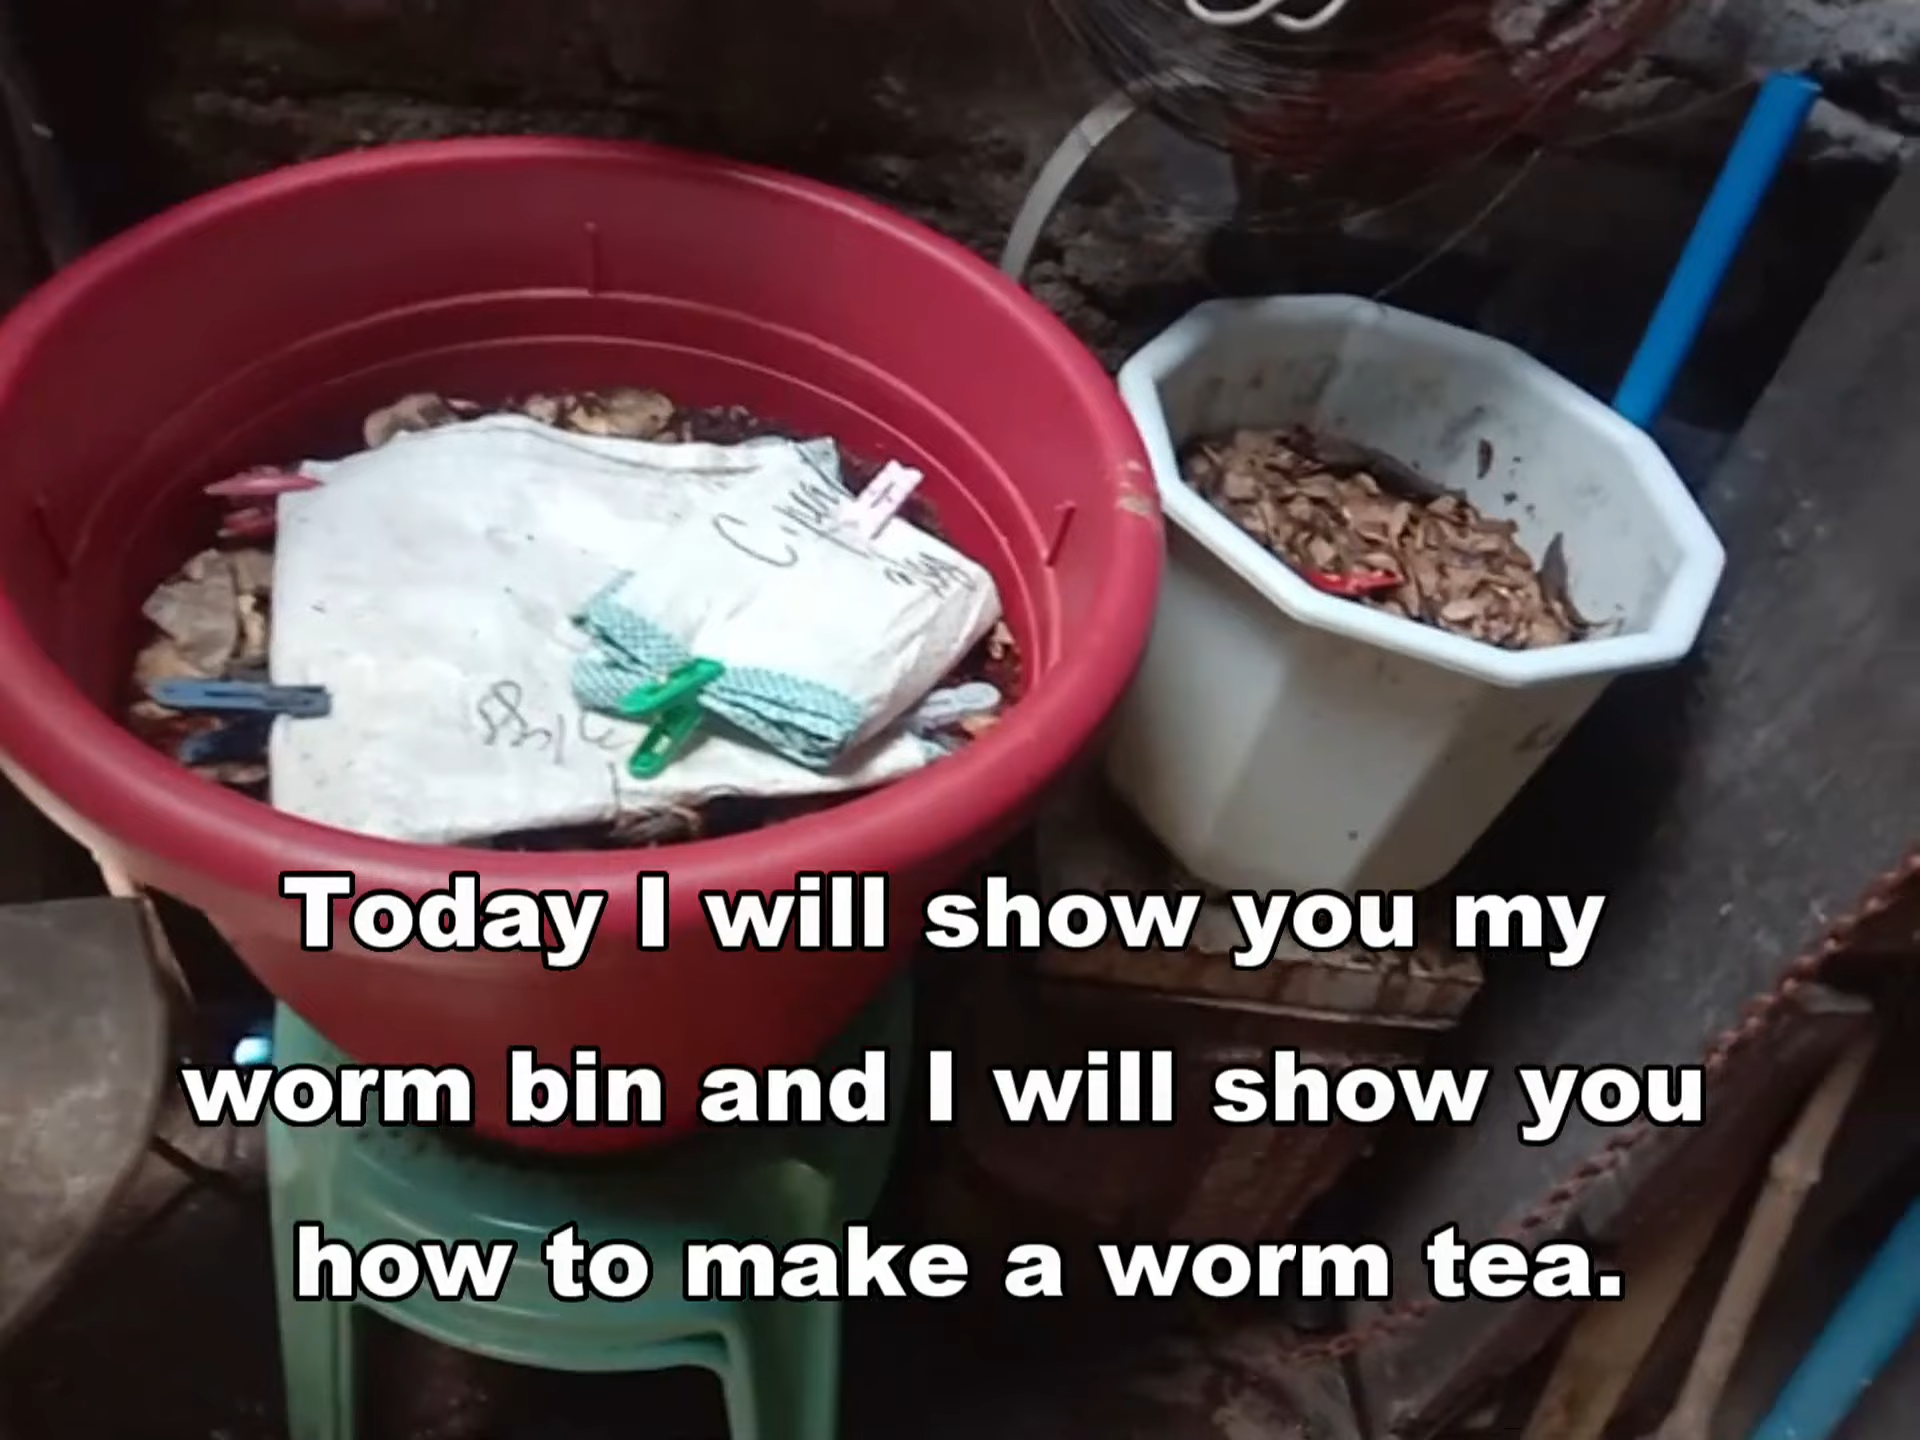 Today I will show you my
worm bin and I will show you
how to make a worm tea.